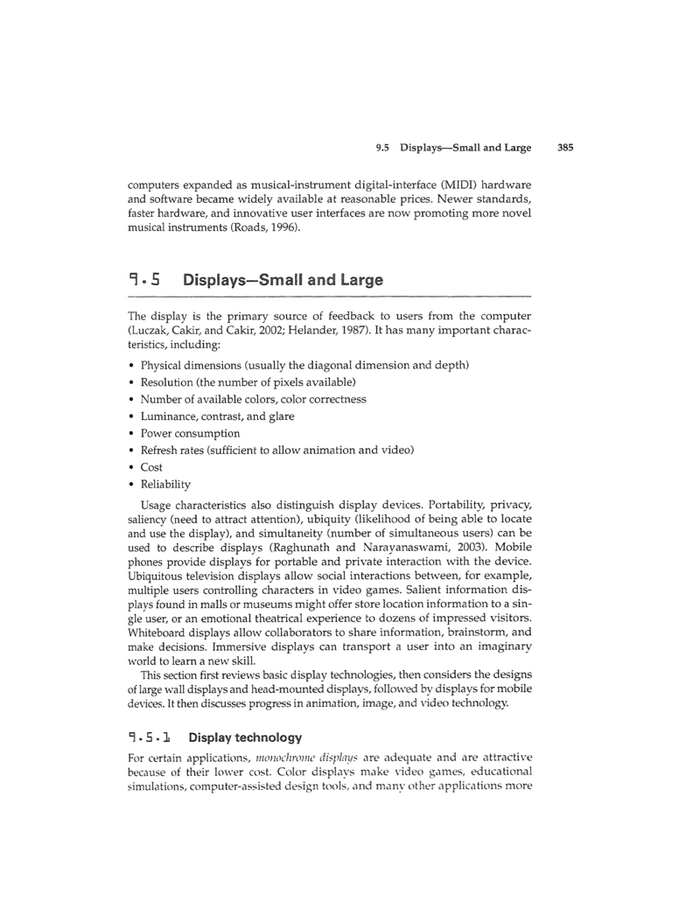 9.5 Displays—Small and Large 385
computers expanded as musical-instrument digital-interface (MIDI) hardware
and software became widely available at reasonable prices. Newer standards,
faster hardware, and innovative user interfaces are now promoting more novel
musical instruments (Roads, 1996).
9.5 Displays—Small and Large
The display is the primary source of feedback to users from the computer
(Luczak, Cakir, and Cakir, 2002; Helander, 1987). It has many important charac-
teristics, including:
• Physical dimensions (usually the diagonal dimension and depth)
• Resolution (the number of pixels available)
• Number of available colors, color correctness
• Luminance, contrast, and glare
• Power consumption
• Refresh rates (sufficient to allow animation and video)
• Cost
• Reliability
Usage characteristics also distinguish display devices. Portability, privacy,
saliency (need to attract attention), ubiquity (likelihood of being able to locate
and use the display), and simultaneity (number of simultaneous users) can be
used to describe displays (Raghunath and Narayanaswami, 2003). Mobile
phones provide displays for portable and private interaction with the device.
Ubiquitous television displays allow social interactions between, for example,
multiple users controlling characters in video games. Salient information dis-
plays found in malls or museums might offer store location information to a sin-
gle user, or an emotional theatrical experience to dozens of impressed visitors.
Whiteboard displays allow collaborators to share information, brainstorm, and
make decisions. Immersive displays can transport a user into an imaginary
world to learn a new skill.
This section first reviews basic display technologies, then considers the designs
of large wall displays and head-mounted displays, followed by displays for mobile
devices. It then discusses progress in animation, image, and video technology.
9.5.1 Display technology
For certain applications, monochrome displays are adequate and are attractive
because of their lower cost. Color displays make video games, educational
simulations, computer-assisted design tools, and many other applications more